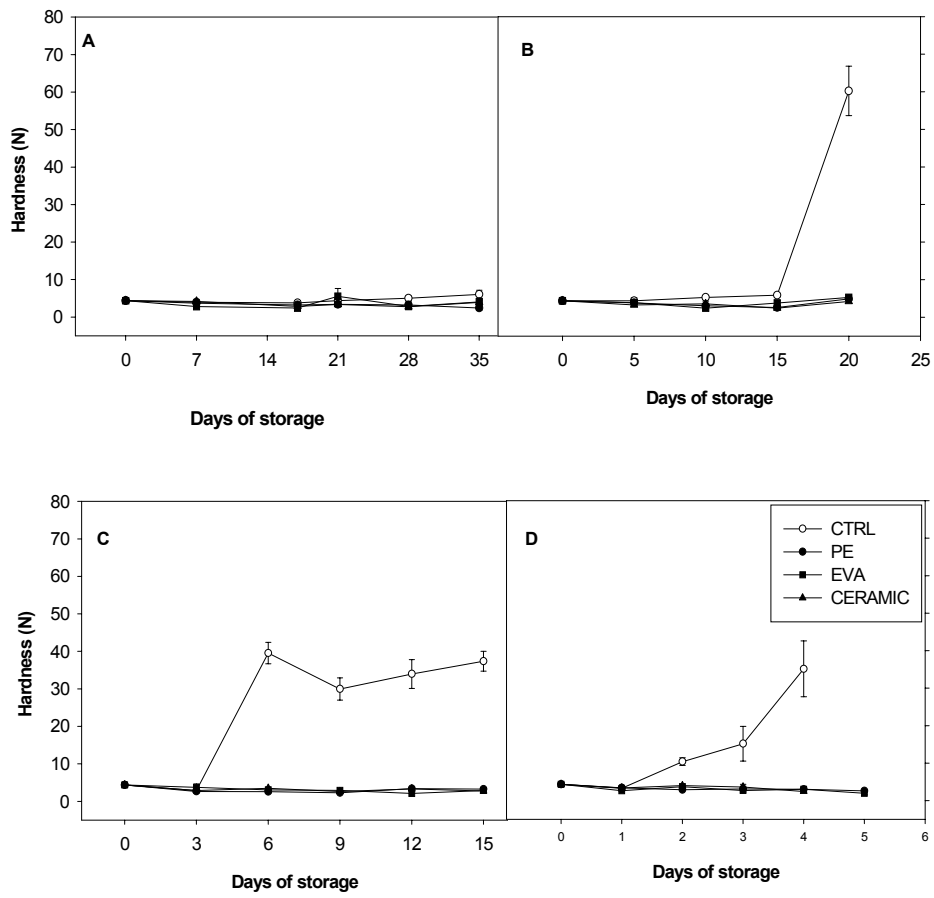 A
B
Hardness (N)
80
70
60
50
40
30
20
10
0
0 7 14 21 28 35
0 5 10 15 20 25
Days of storage
Days of storage
C
D
Hardness (N)
80
70
60
50
40
30
20
10
0
CTRL
PE
EVA
CERAMIC
0 3 6 9 12 15
0 1 2 3 4 5 6
Days of storage
Days of storage